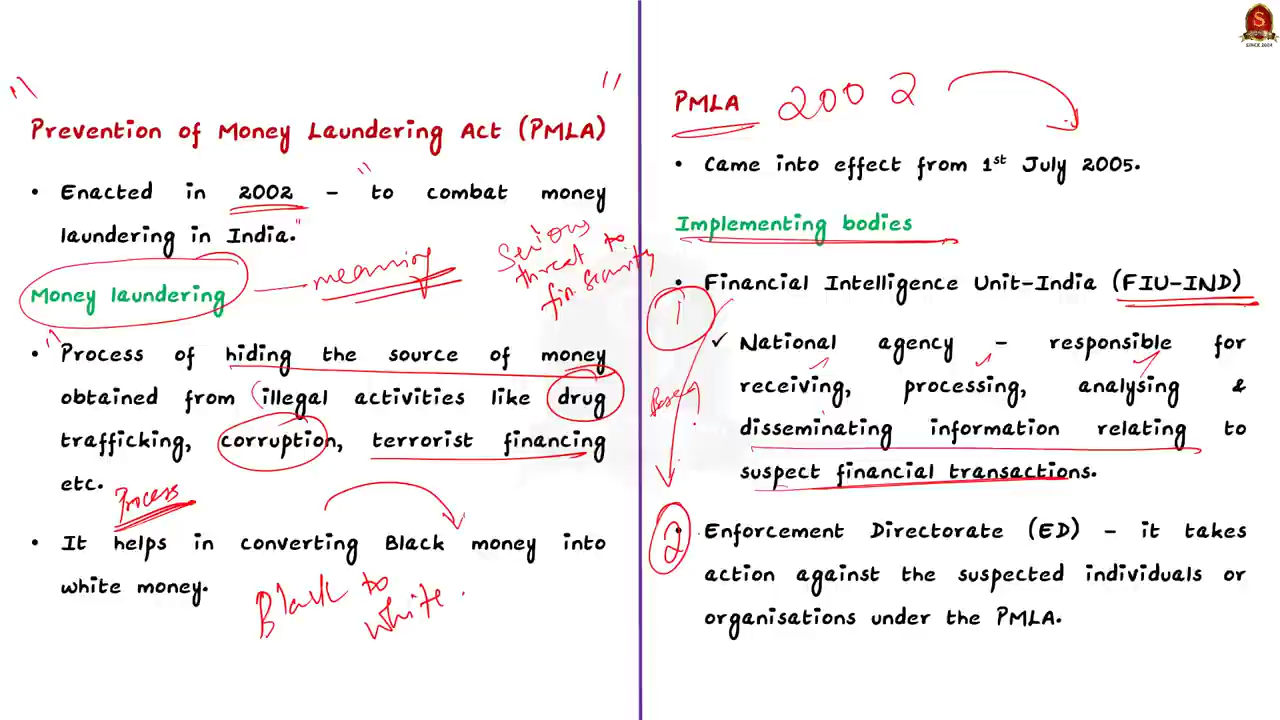 Prevention of Money Laundering Act (PMLA)
• Enacted in 2002 – "to combat money
laundering in India."
Money laundering
meaning
Serious
threat to
fin. security
• Process of hiding the source of money
obtained from illegal activities like drug
trafficking, corruption, terrorist financing
etc.
Process
• It helps in converting Black money into
white money.
Black to
white.
PMLA 2002
• Came into effect from 1st July 2005.
Implementing bodies
• Financial Intelligence Unit-India (FIU-IND)
1
✓ National agency – responsible for
receiving, processing, analysing &
disseminating information relating to
suspect financial transactions.
2
• Enforcement Directorate (ED) – it takes
action against the suspected individuals or
organisations under the PMLA.
S
SINCE 2004